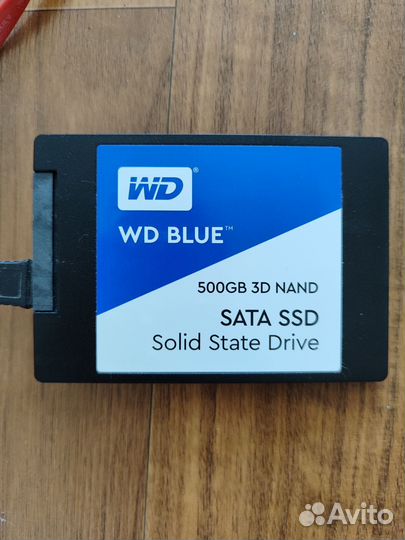 WD®
WD BLUE™
500GB 3D NAND
SATA SSD
Solid State Drive
Avito